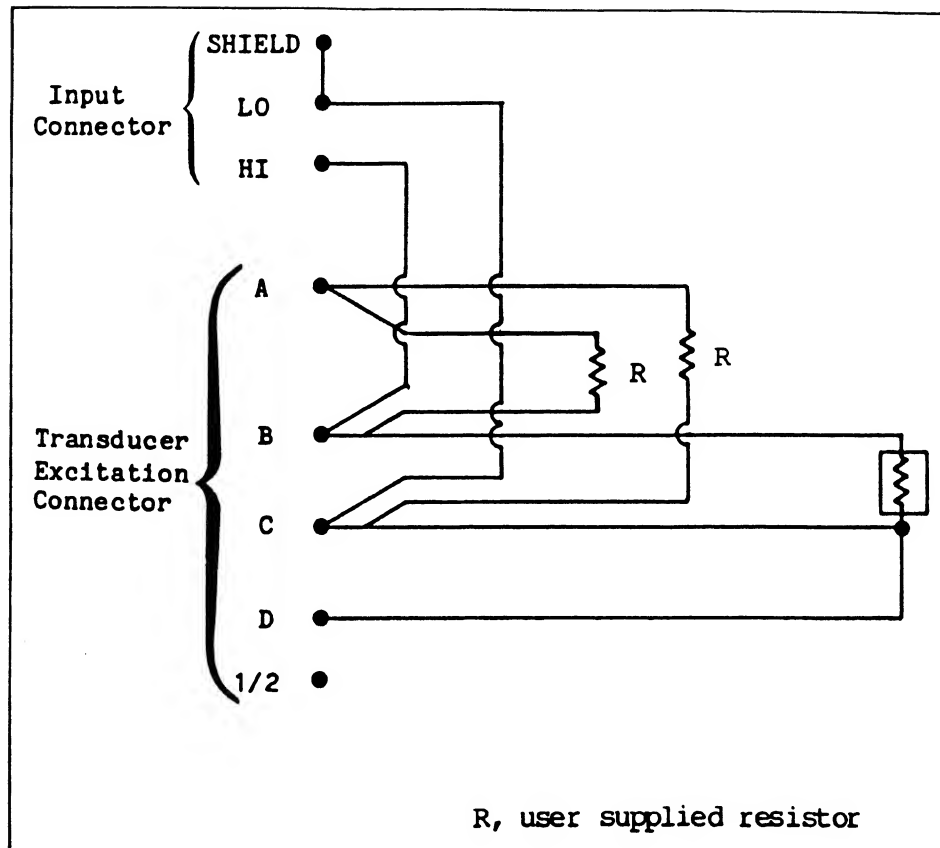 SHIELD
Input
Connector
LO
HI
A
R
R
B
Transducer
Excitation
Connector
C
D
1/2
R, user supplied resistor